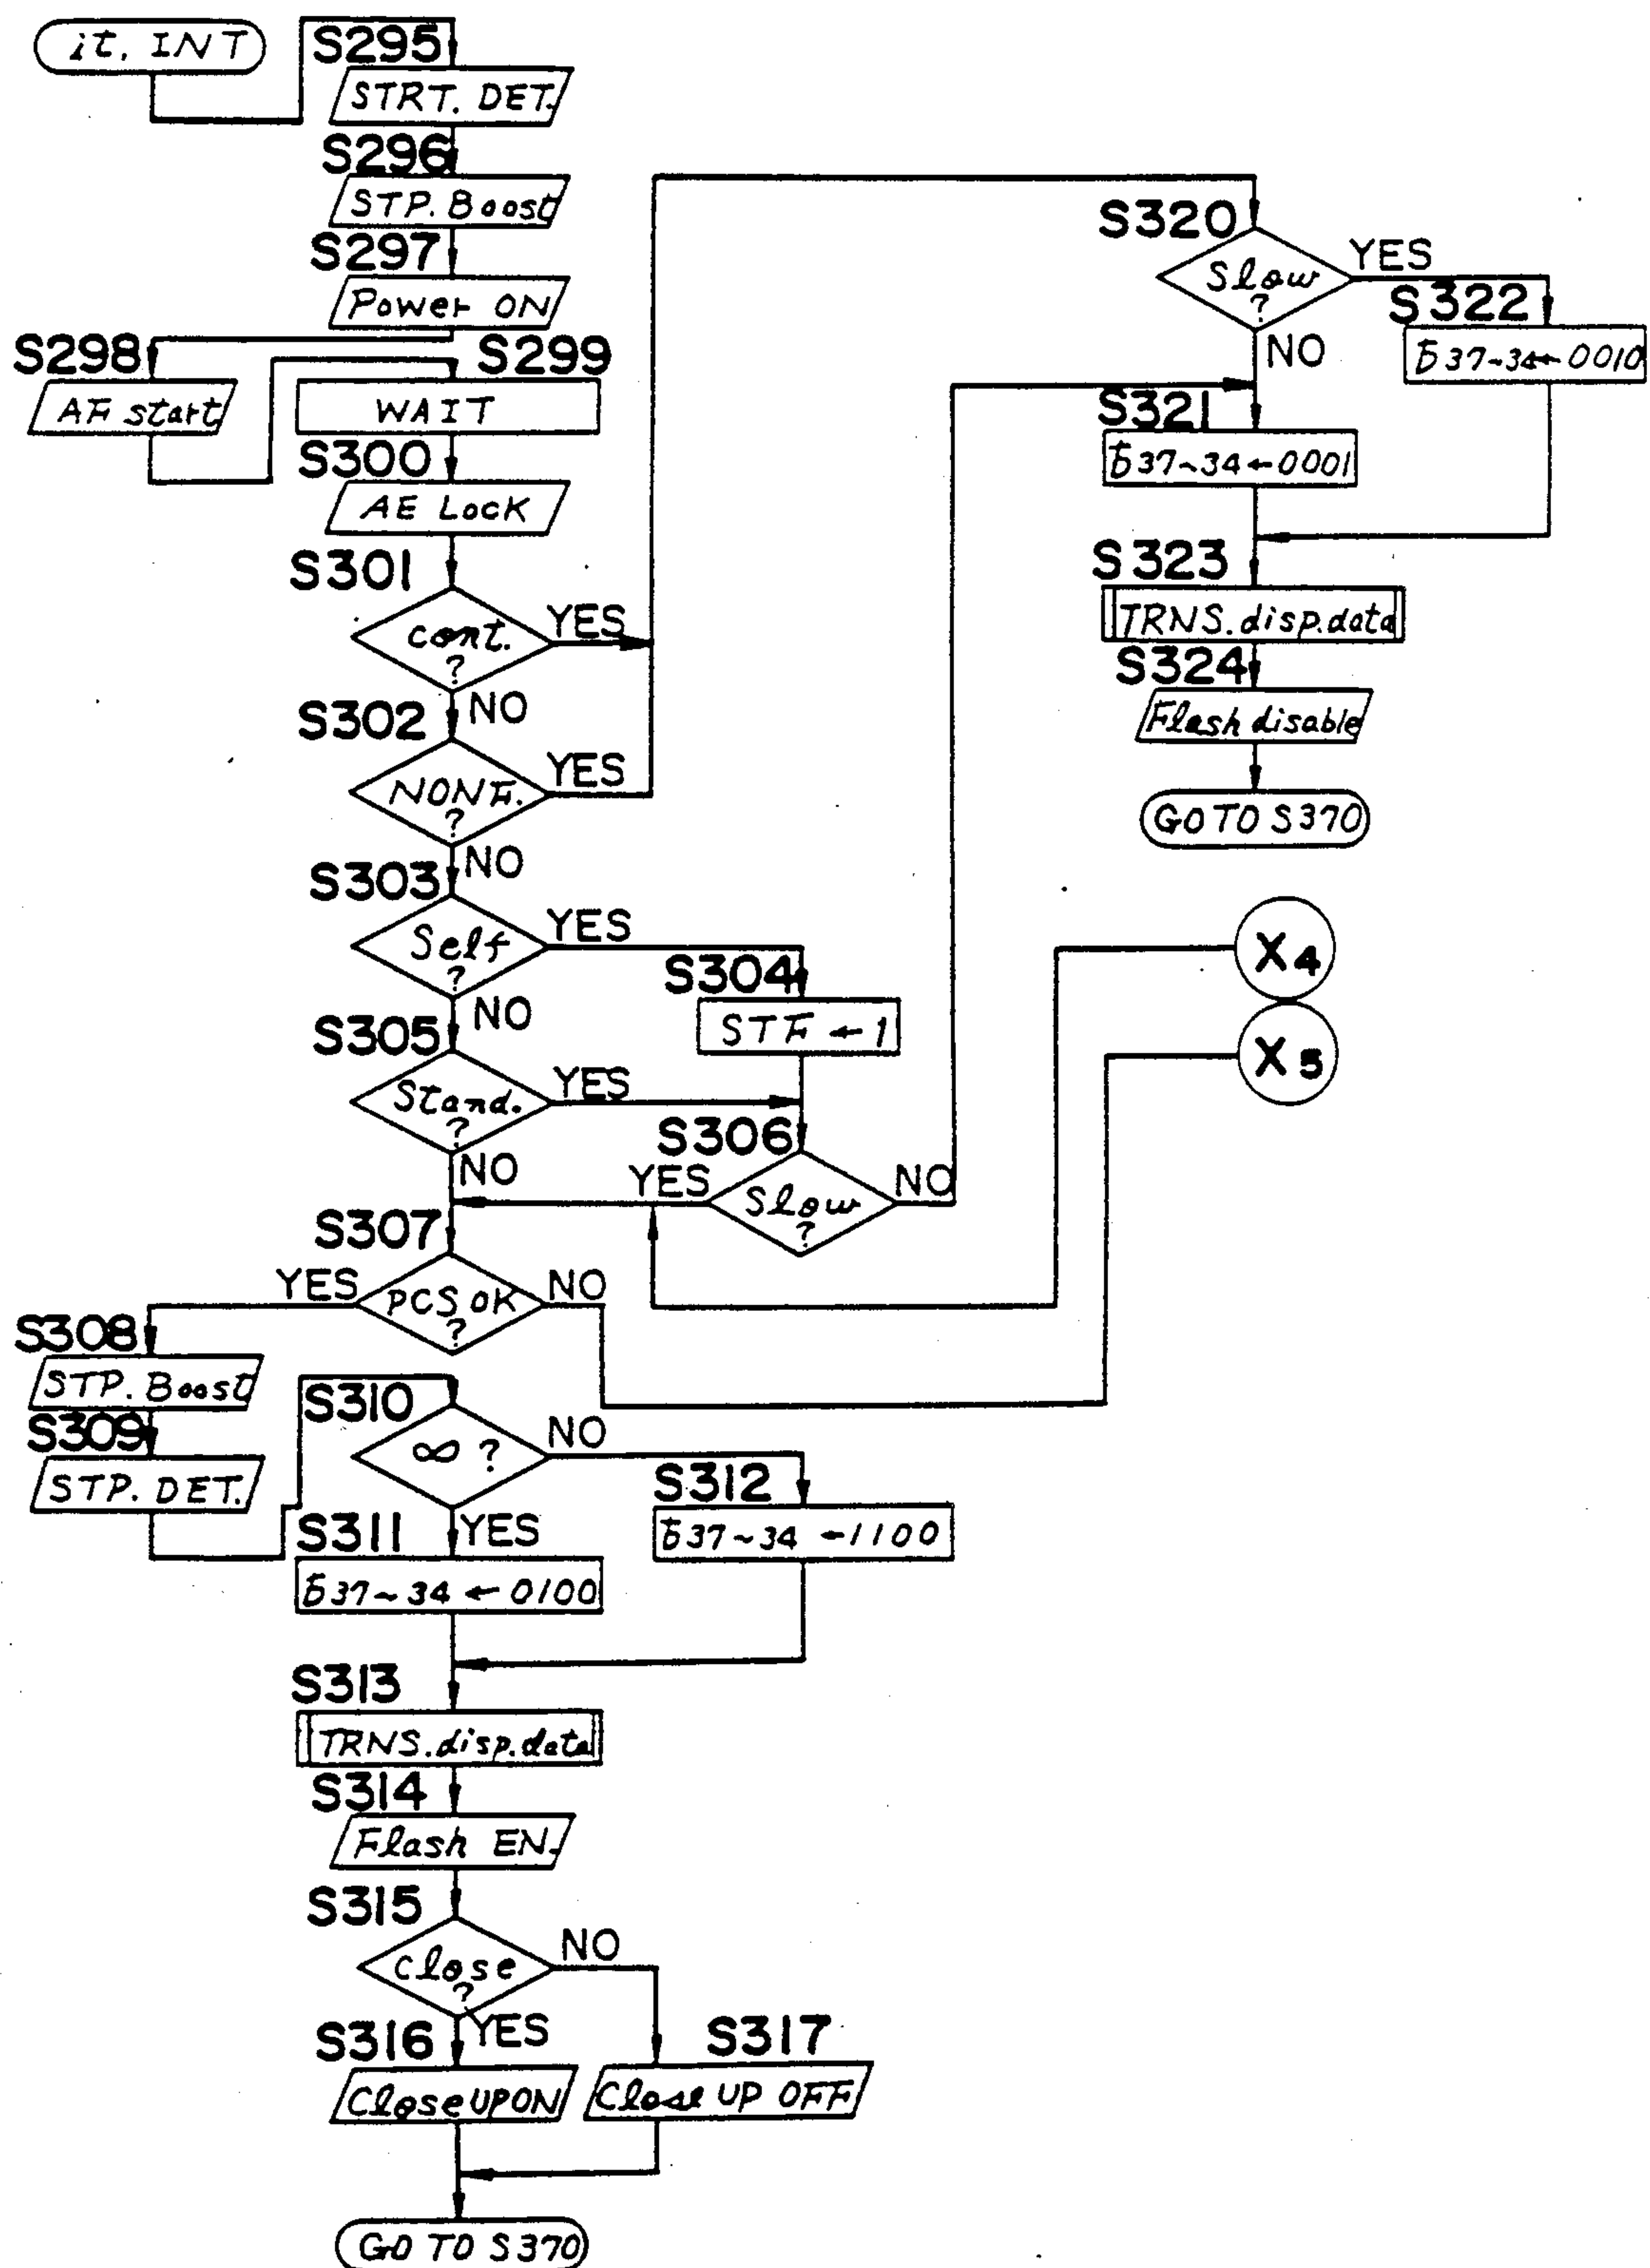 it. INT
S295
STRT. DET.
S296
STP. Boost
S297
Power ON
S298
AF start
S299
WAIT
S300
AE LOCK
S301
cont.
?
YES
NO
S302
NONF.
?
YES
NO
S303
Self
?
YES
NO
S304
STF ← 1
S305
Stand.
?
YES
NO
S306
Slow
?
YES
NO
S307
PCS OK
?
YES
NO
S308
STP. Boost
S309
STP. DET.
S310
∞ ?
NO
YES
S311
b37~34 ← 0100
S312
b37~34 ← 1100
S313
TRNS.disp.data
S314
Flash EN.
S315
close
?
NO
YES
S316
Close UP ON
S317
Close UP OFF
GO TO S370
S320
Slow
?
YES
NO
S322
b37~34 ← 0010
S321
b37~34 ← 0001
S323
TRNS.disp.data
S324
Flash disable
GO TO S370
X4
X5